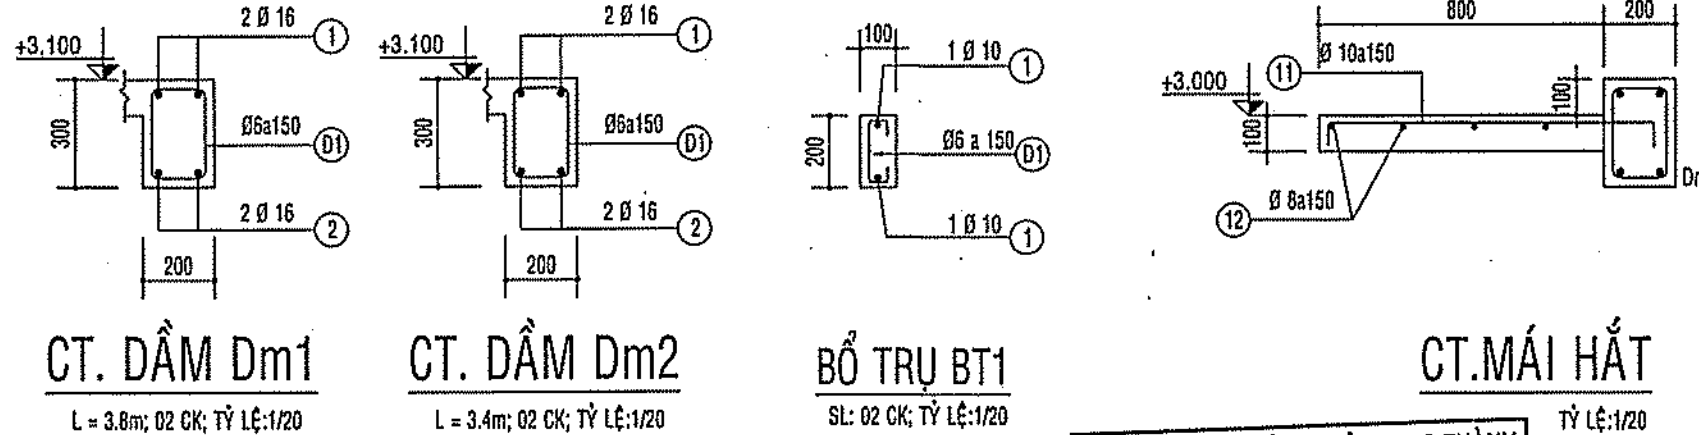 2 Ø 16
1
+3,100
300
Ø6a150
D1
2 Ø 16
2
200
CT. DẦM Dm1
L = 3.8m; 02 CK; TỶ LỆ:1/20
2 Ø 16
1
+3.100
300
Ø6a150
D1
2 Ø 16
2
200
CT. DẦM Dm2
L = 3.4m; 02 CK; TỶ LỆ:1/20
100
1 Ø 10
1
200
Ø6 a 150
D1
1 Ø 10
1
BỔ TRỤ BT1
SL: 02 CK; TỶ LỆ:1/20
800
200
Ø 10a150
11
+3.000
100
100
Ø 8a150
12
CT.MÁI HẮT
TỶ LỆ:1/20